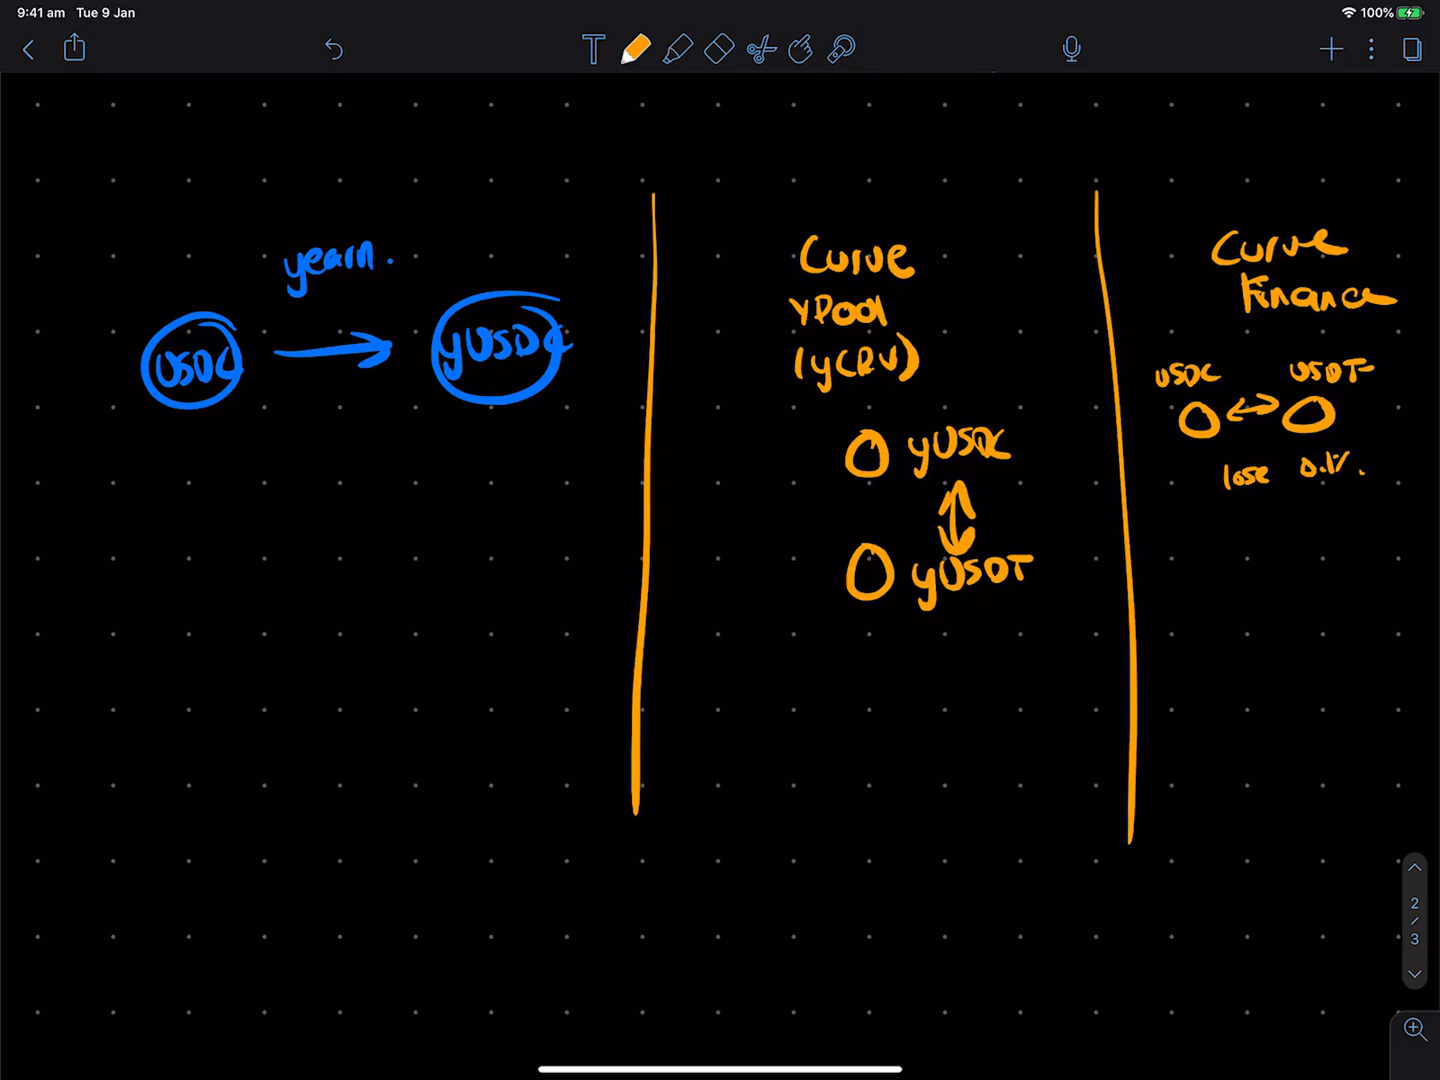 9:41 am Tue 9 Jan
100%
yearn.
USDC
yUSDC
Curve
YPool
(yCRV)
yUSDC
yUSDT
Curve
Finance
USDC
USDT
lose 0.1%.
2
/
3